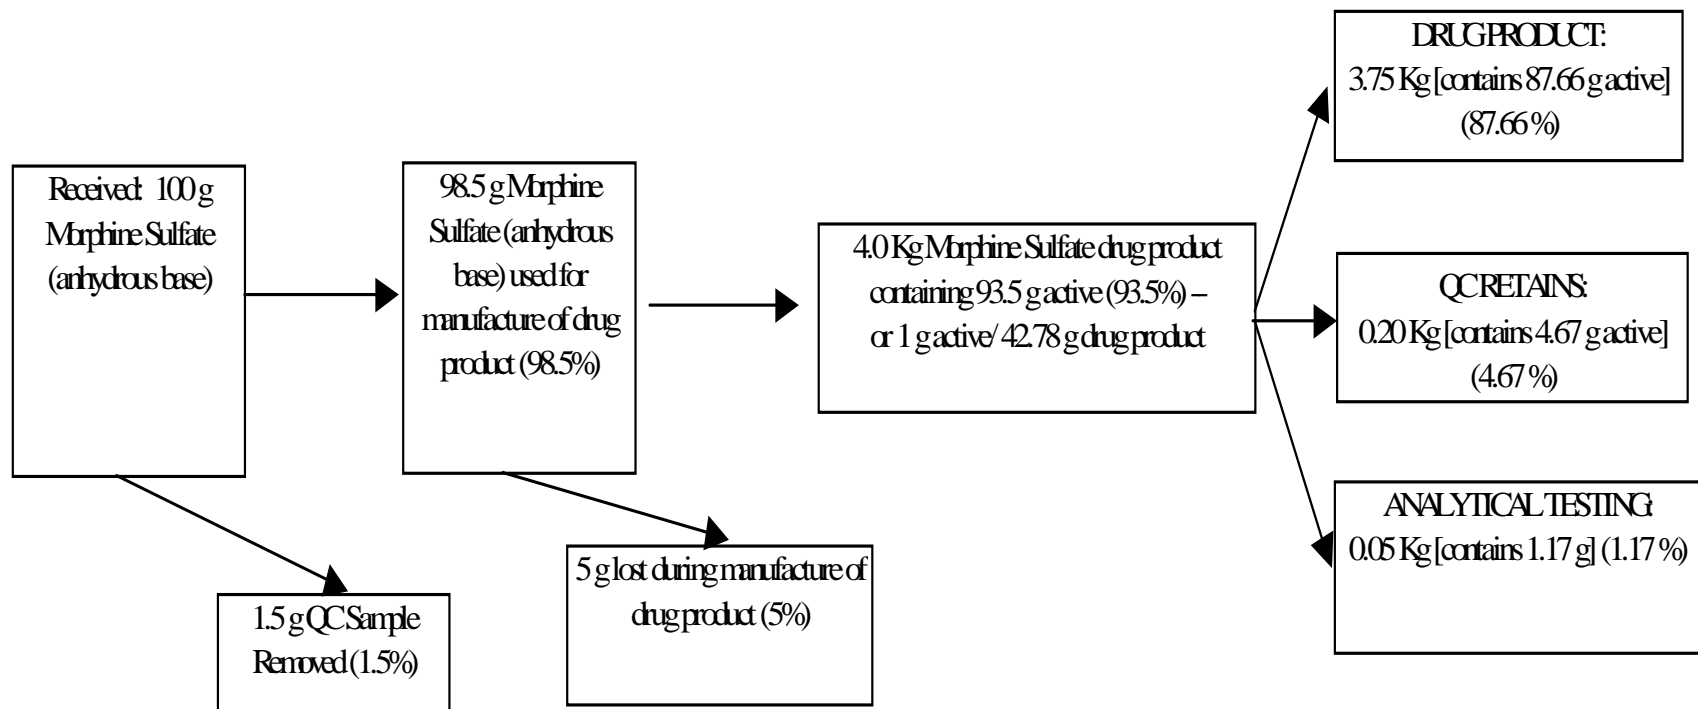 Received: 100 g
Morphine Sulfate
(anhydrous base)
98.5 g Morphine
Sulfate (anhydrous
base) used for
manufacture of drug
product (98.5%)
1.5 g QC Sample
Removed (1.5%)
5 g lost during manufacture of
drug product (5%)
4.0 Kg Morphine Sulfate drug product
containing 93.5 g active (93.5%) –
or 1 g active/ 42.78 g drug product
DRUG PRODUCT:
3.75 Kg [contains 87.66 g active]
(87.66 %)
QC RETAINS:
0.20 Kg [contains 4.67 g active]
(4.67 %)
ANALYTICAL TESTING:
0.05 Kg [contains 1.17 g] (1.17 %)